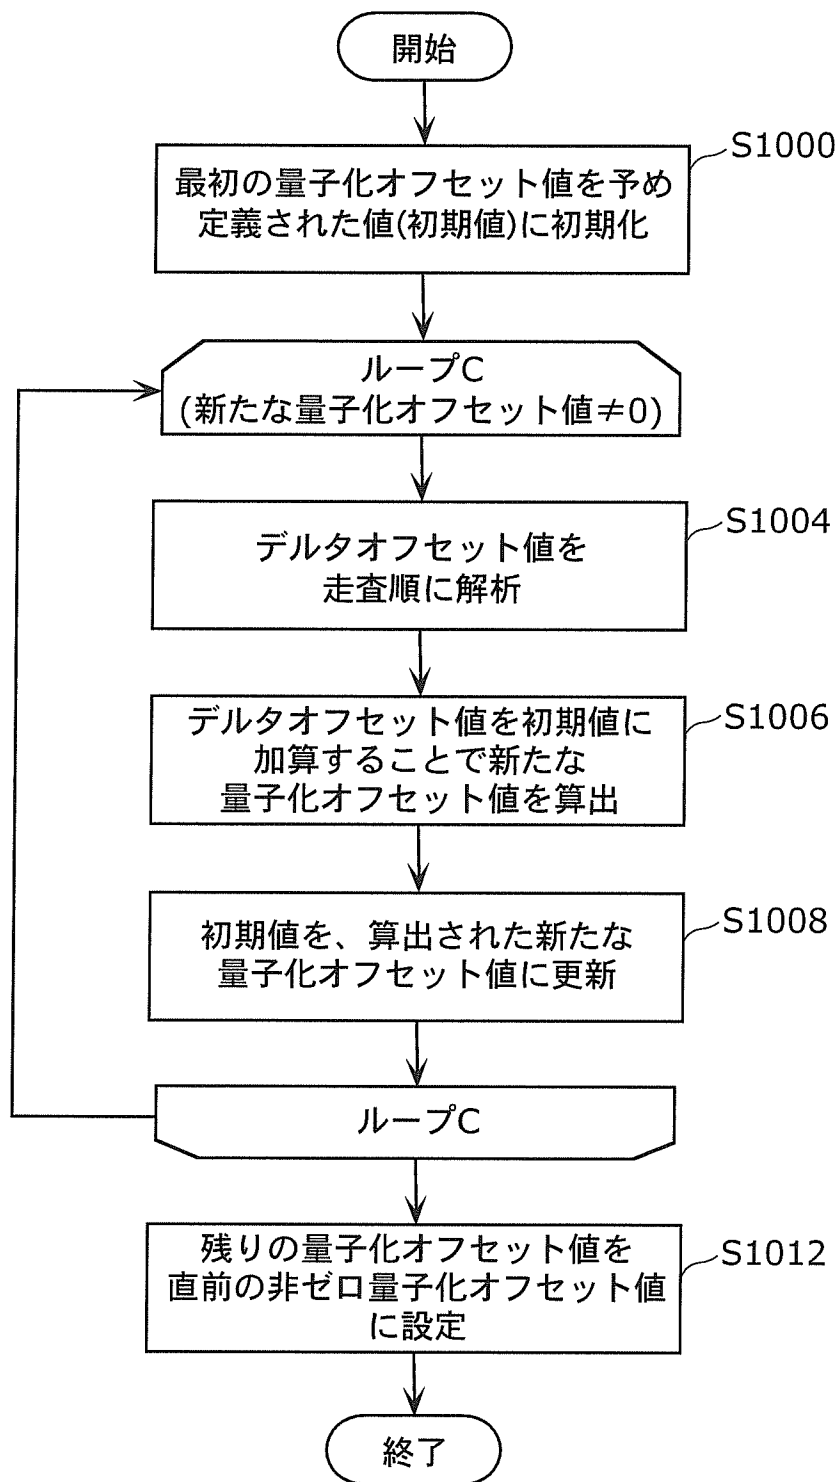 開始
S1000
最初の量子化オフセット値を予め
定義された値(初期値)に初期化
ループC
(新たな量子化オフセット値≠0)
S1004
デルタオフセット値を
走査順に解析
S1006
デルタオフセット値を初期値に
加算することで新たな
量子化オフセット値を算出
S1008
初期値を、算出された新たな
量子化オフセット値に更新
ループC
S1012
残りの量子化オフセット値を
直前の非ゼロ量子化オフセット値
に設定
終了